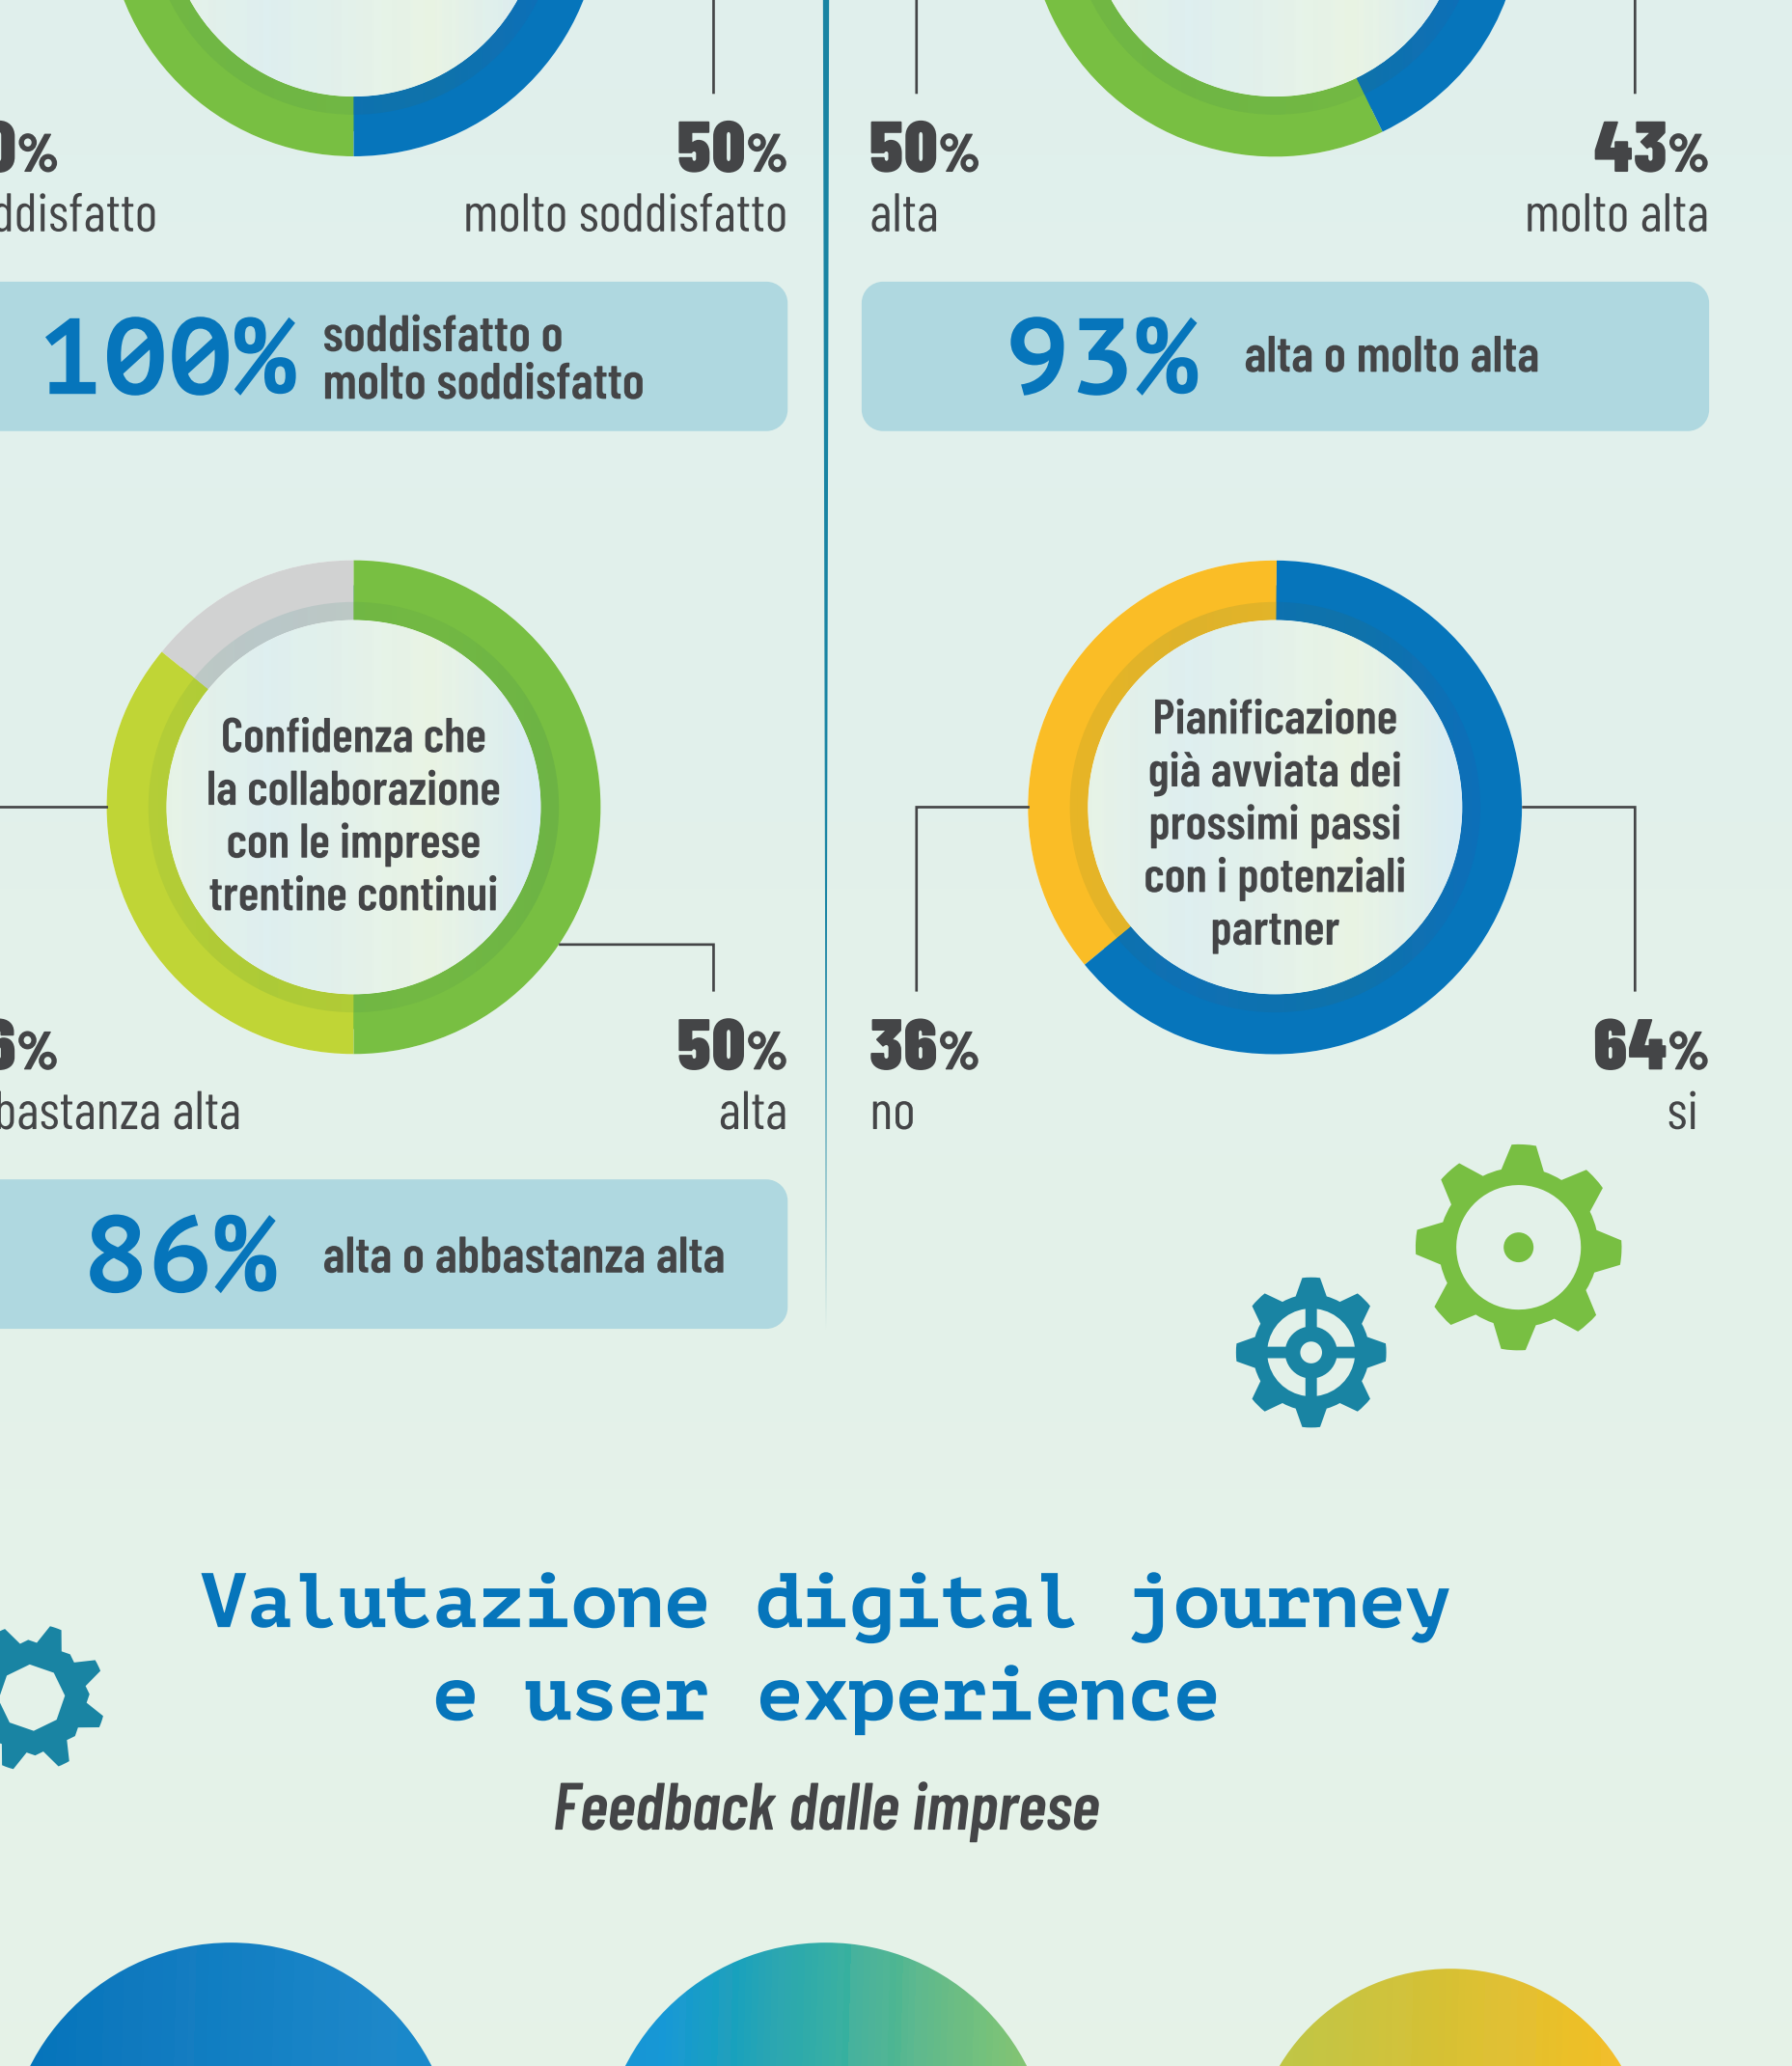 50%
molto soddisfatto
50%
alta
43%
molto alta
100%
soddisfatto o
molto soddisfatto
93%
alta o molto alta
Confidenza che
la collaborazione
con le imprese
trentine continui
Pianificazione
già avviata dei
prossimi passi
con i potenziali
partner
alta
50%
alta
36%
no
64%
si
86%
alta o abbastanza alta
Valutazione digital journey
e user experience
Feedback dalle imprese